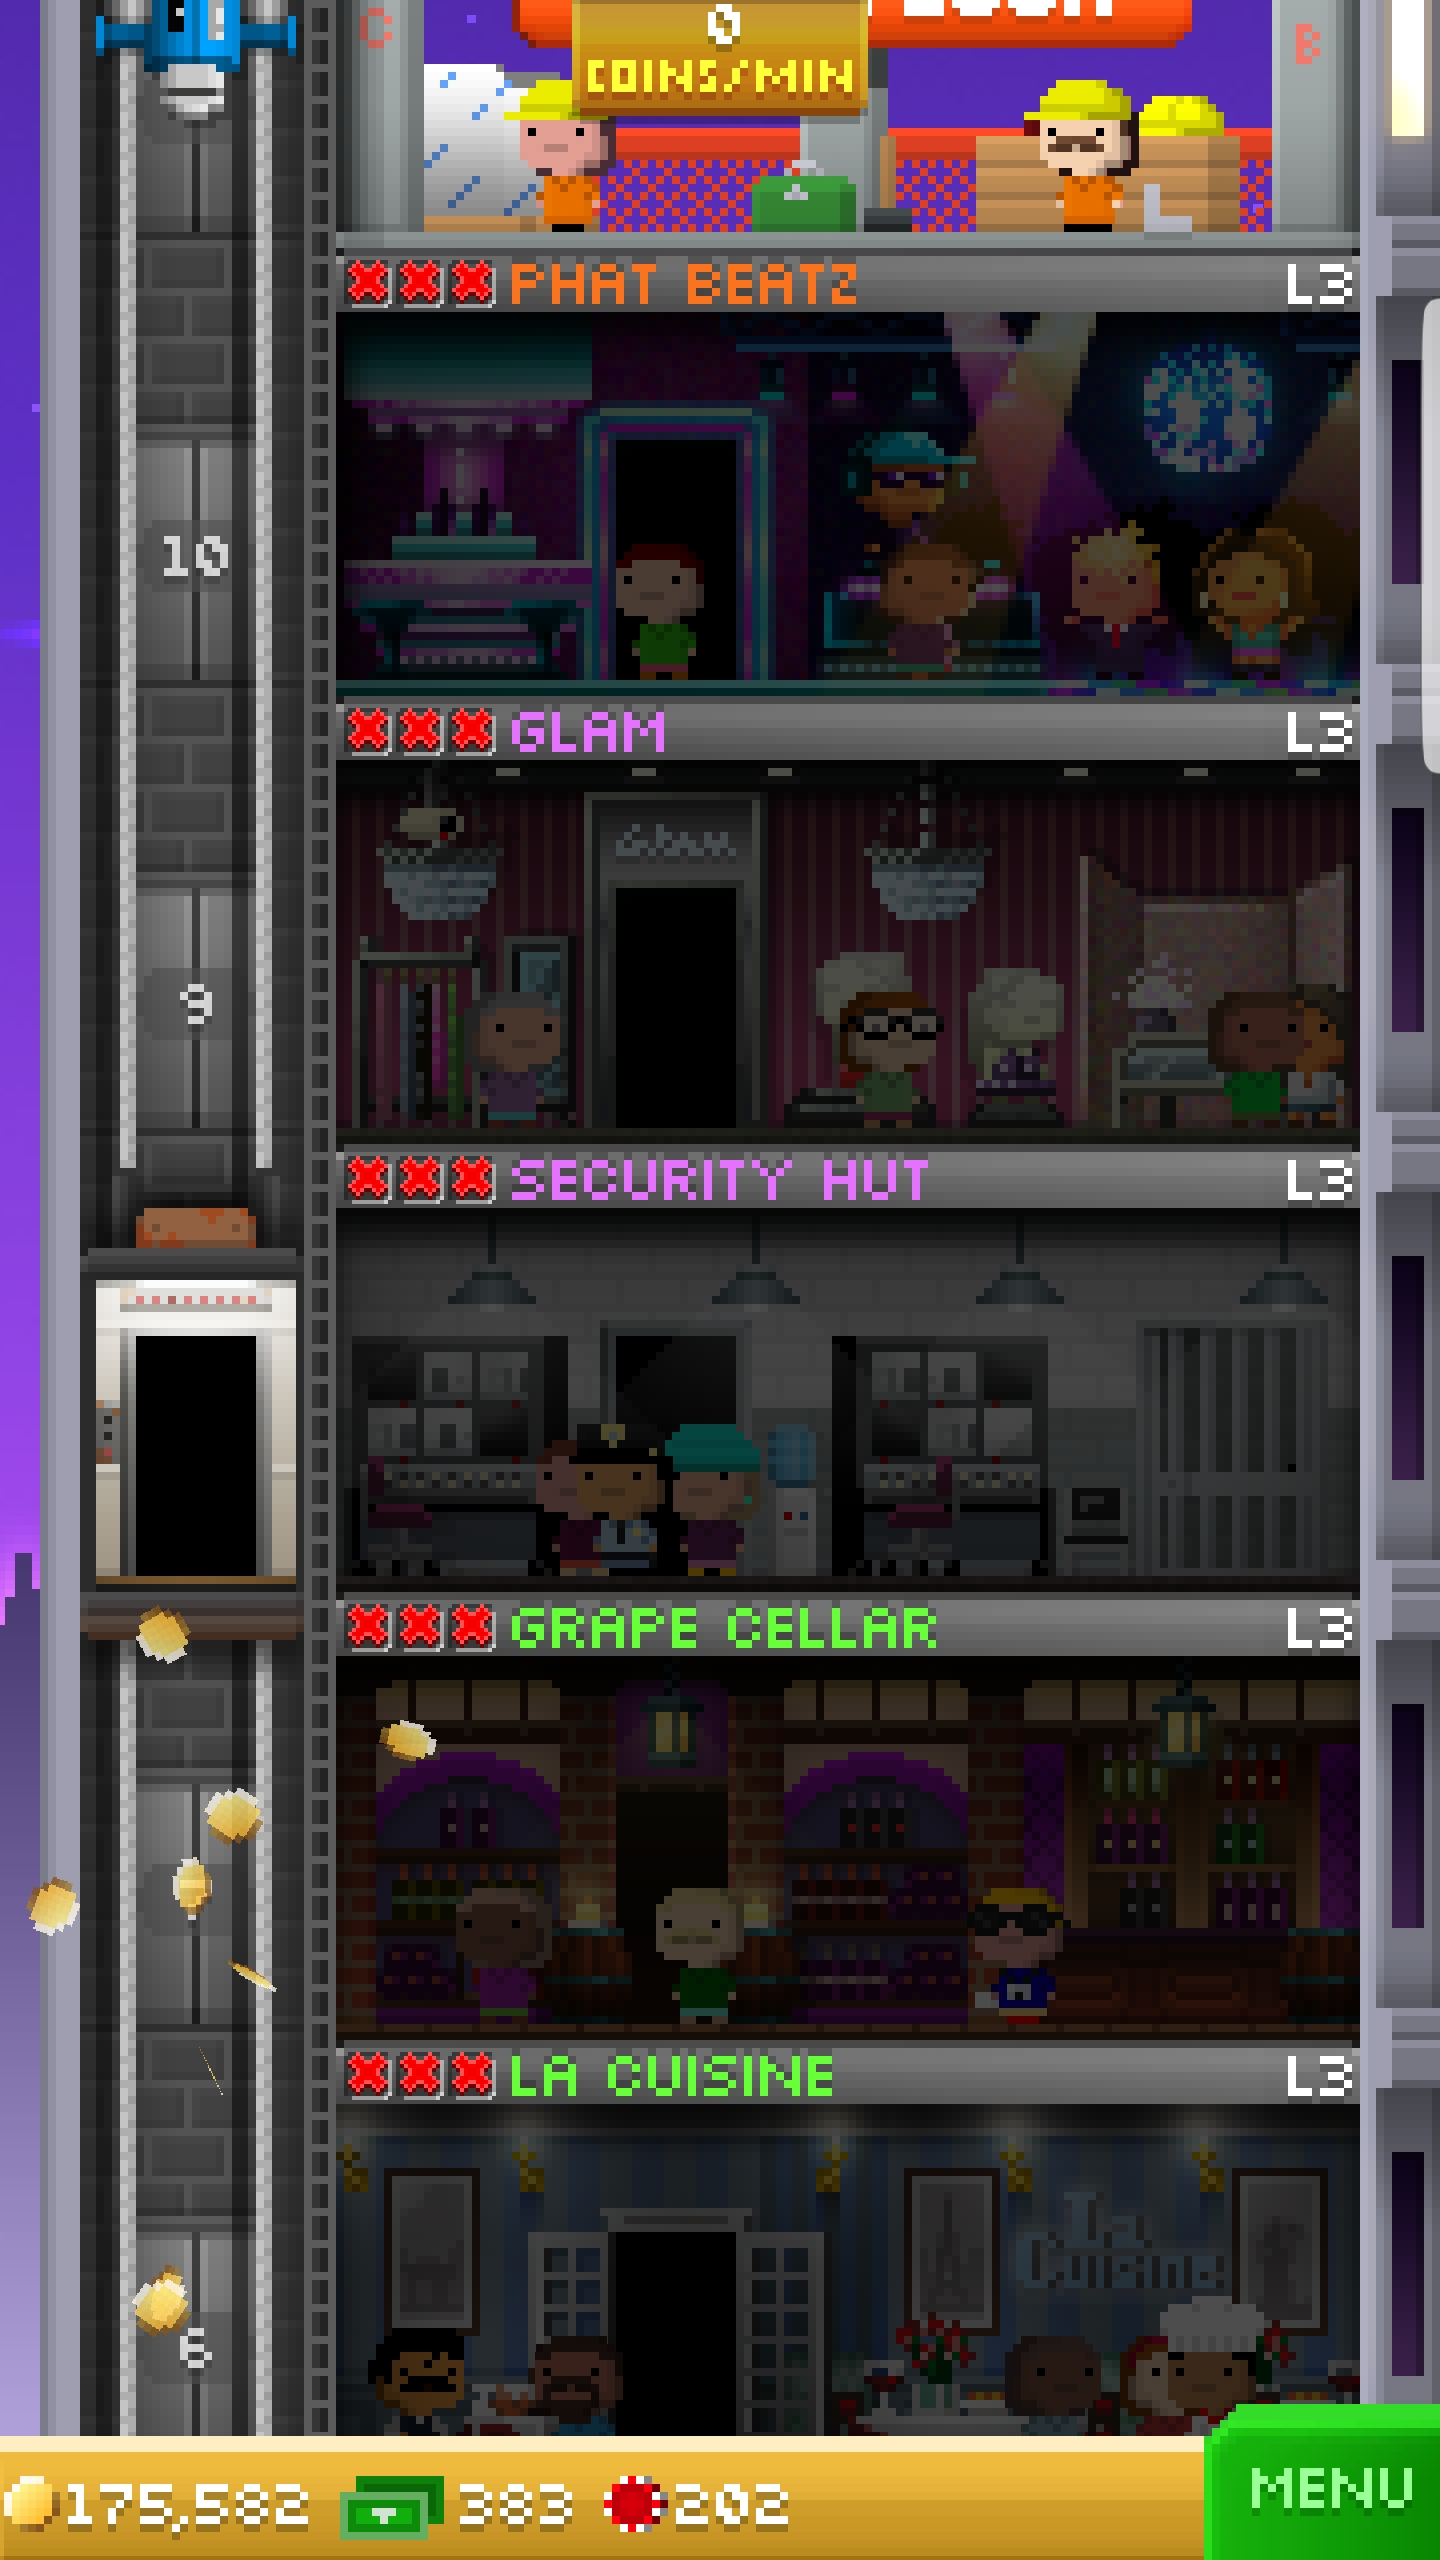 C
0
B
COINS/MIN
PHAT BEATZ
L3
10
GLAM
L3
Glam
9
SECURITY HUT
L3
GRAPE CELLAR
L3
LA CUISINE
L3
La
Cuisine
6
175,582
383
202
MENU